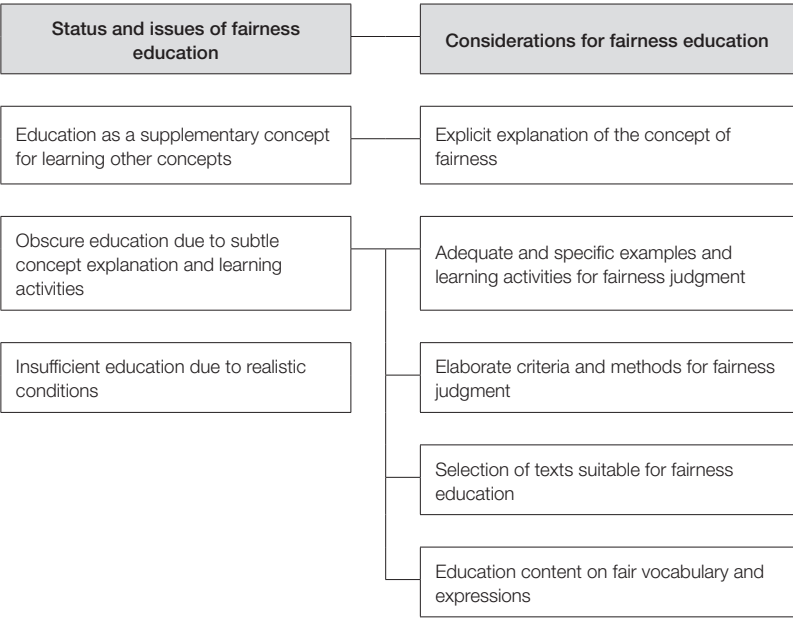 Status and issues of fairness
education
Considerations for fairness education
Education as a supplementary concept
for learning other concepts
Explicit explanation of the concept of
fairness
Obscure education due to subtle
concept explanation and learning
activities
Adequate and specific examples and
learning activities for fairness judgment
Insufficient education due to realistic
conditions
Elaborate criteria and methods for fairness
judgment
Selection of texts suitable for fairness
education
Education content on fair vocabulary and
expressions